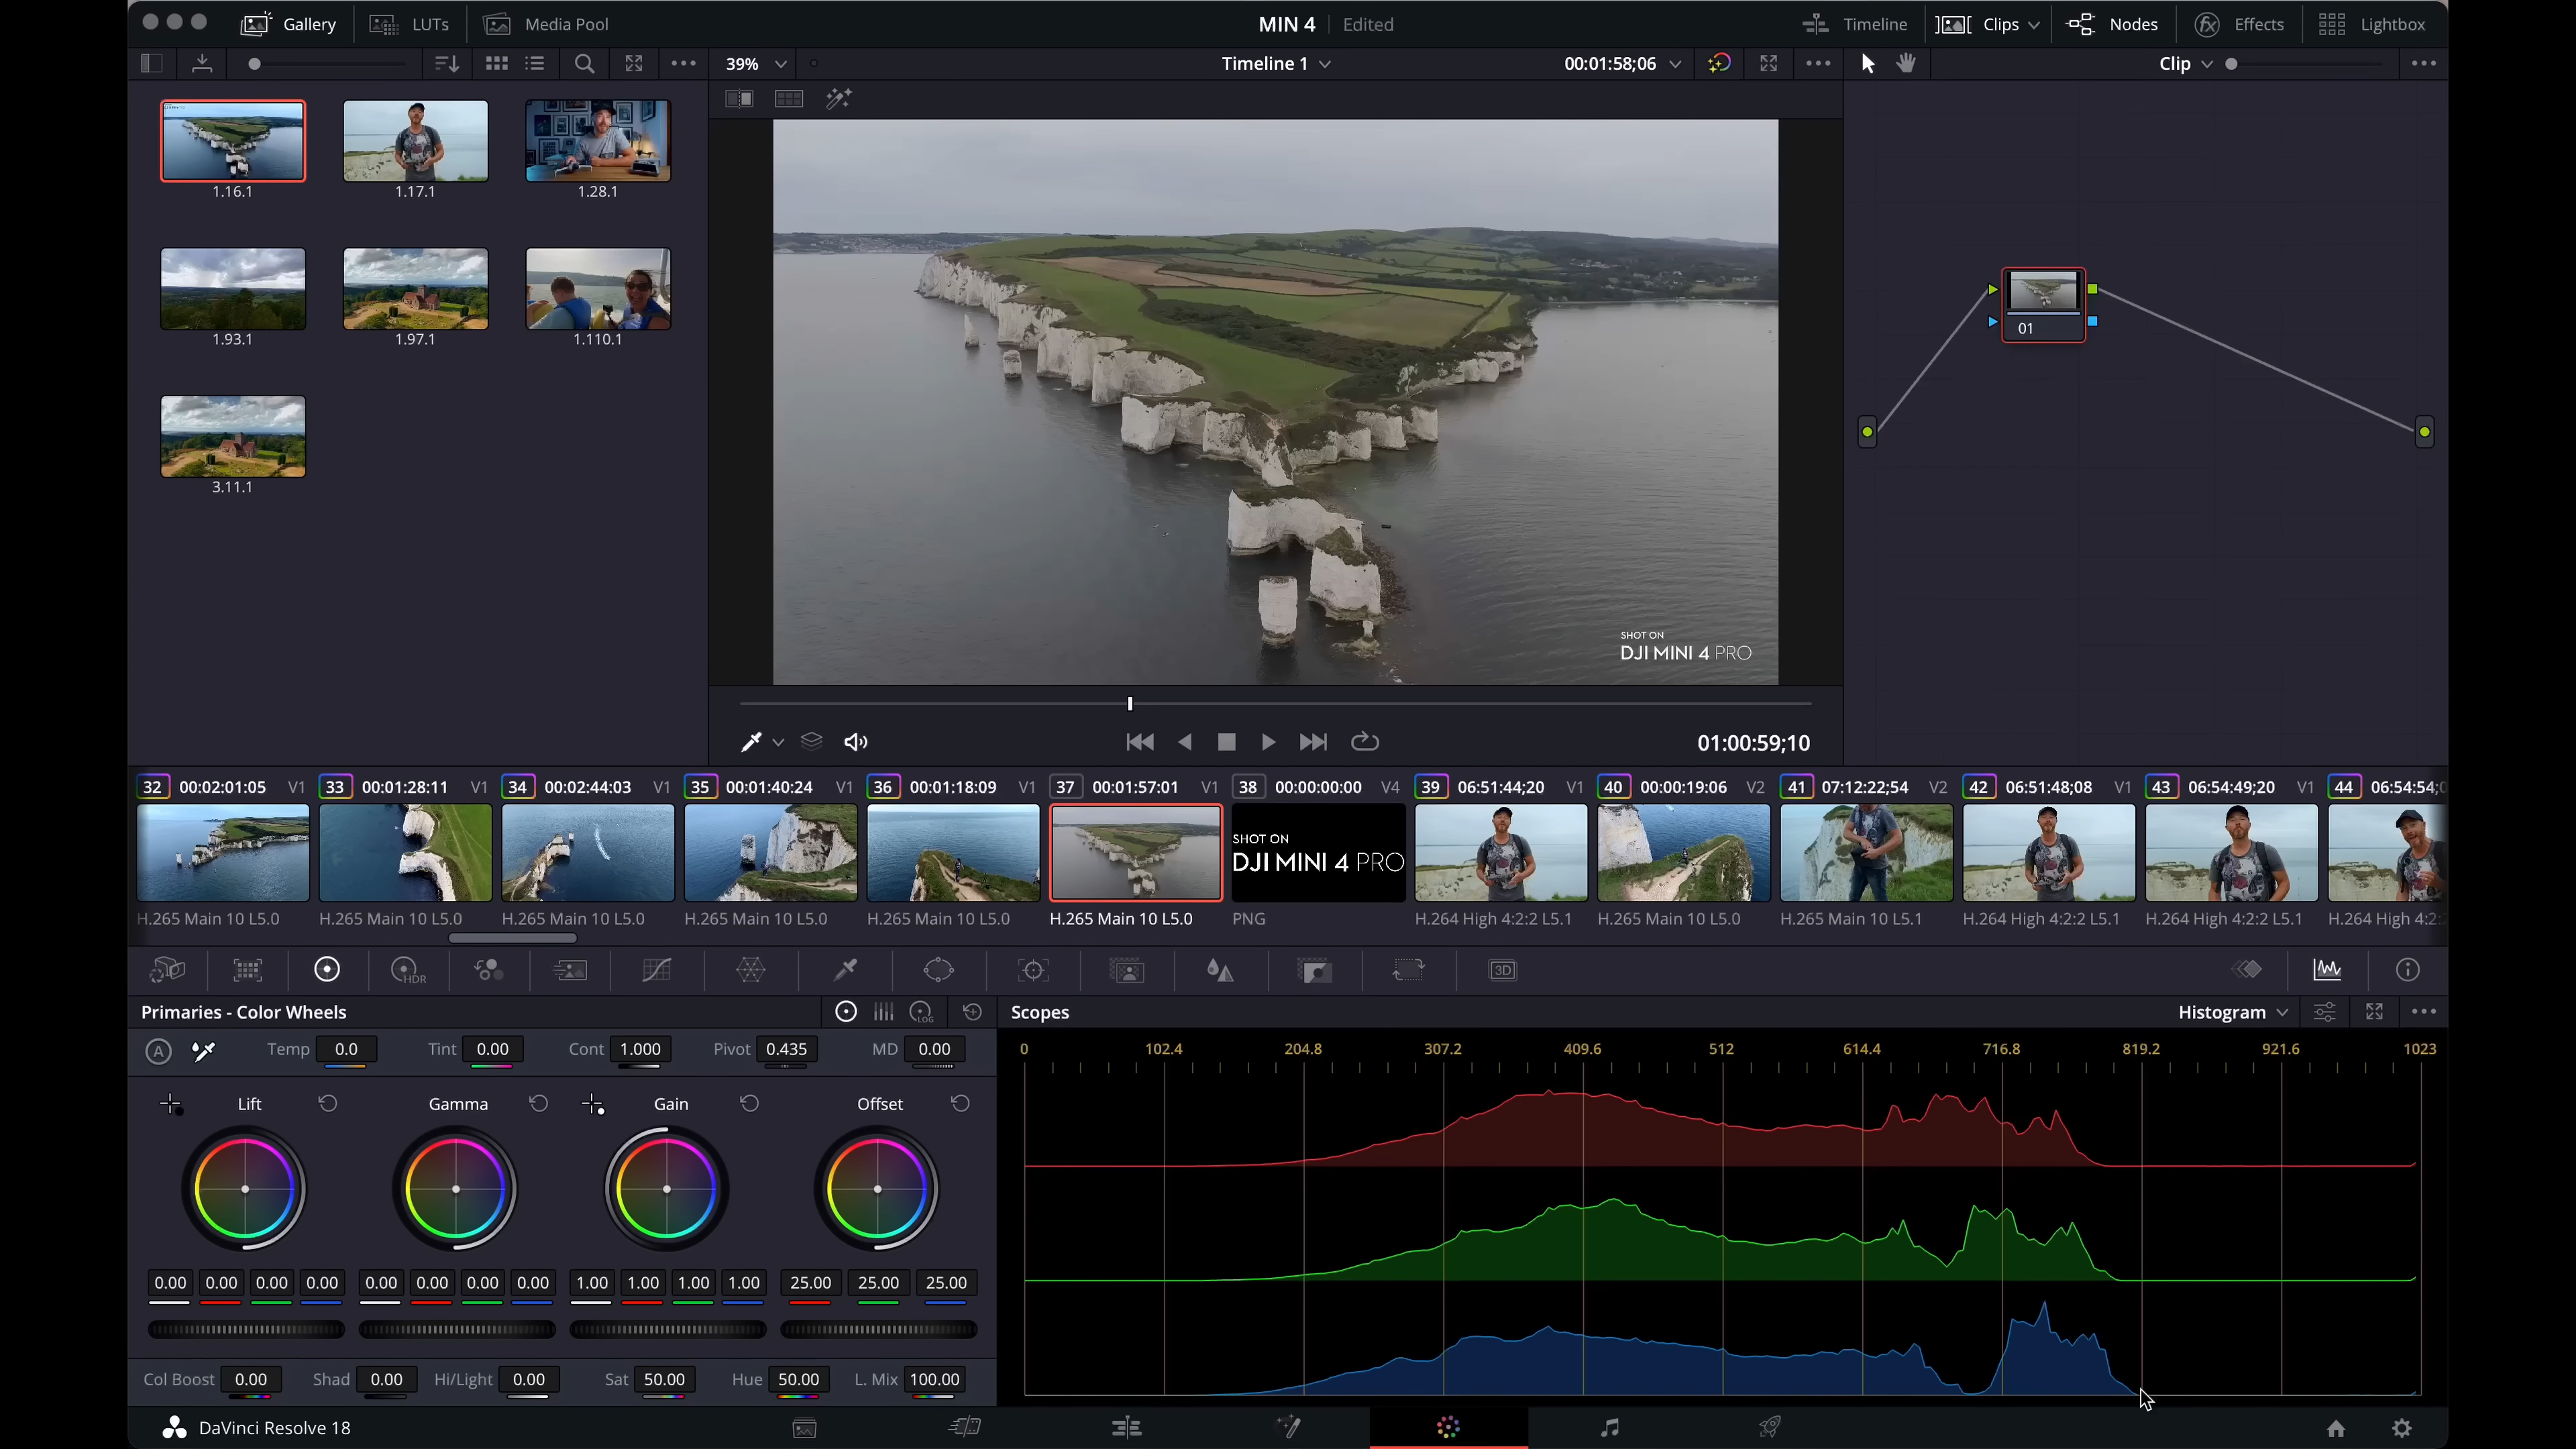 Gallery LUTs Media Pool MIN 4 Edited Timeline Clips Nodes Effects Lightbox
39% Timeline 1 00:01:58;06 Clip
1.16.1 1.17.1 1.28.1
1.93.1 1.97.1 1.110.1
3.11.1
01
SHOT ON
DJI MINI 4 PRO
01:00:59;10
32 00:02:01:05 V1 33 00:01:28:11 V1 34 00:02:44:03 V1 35 00:01:40:24 V1 36 00:01:18:09 V1 37 00:01:57:01 V1 38 00:00:00:00 V4 39 06:51:44;20 V1 40 00:00:19:06 V2 41 07:12:22;54 V2 42 06:51:48;08 V1 43 06:54:49;20 V1 44 06:54:54;0
SHOT ON
DJI MINI 4 PRO
H.265 Main 10 L5.0 H.265 Main 10 L5.0 H.265 Main 10 L5.0 H.265 Main 10 L5.0 H.265 Main 10 L5.0 H.265 Main 10 L5.0 PNG H.264 High 4:2:2 L5.1 H.265 Main 10 L5.0 H.265 Main 10 L5.1 H.264 High 4:2:2 L5.1 H.264 High 4:2:2 L5.1 H.264 High 4:2:
HDR 3D
Primaries - Color Wheels LOG Scopes Histogram
A Temp 0.0 Tint 0.00 Cont 1.000 Pivot 0.435 MD 0.00
0 102.4 204.8 307.2 409.6 512 614.4 716.8 819.2 921.6 1023
Lift Gamma Gain Offset
0.00 0.00 0.00 0.00 0.00 0.00 0.00 0.00 1.00 1.00 1.00 1.00 25.00 25.00 25.00
Col Boost 0.00 Shad 0.00 Hi/Light 0.00 Sat 50.00 Hue 50.00 L. Mix 100.00
DaVinci Resolve 18